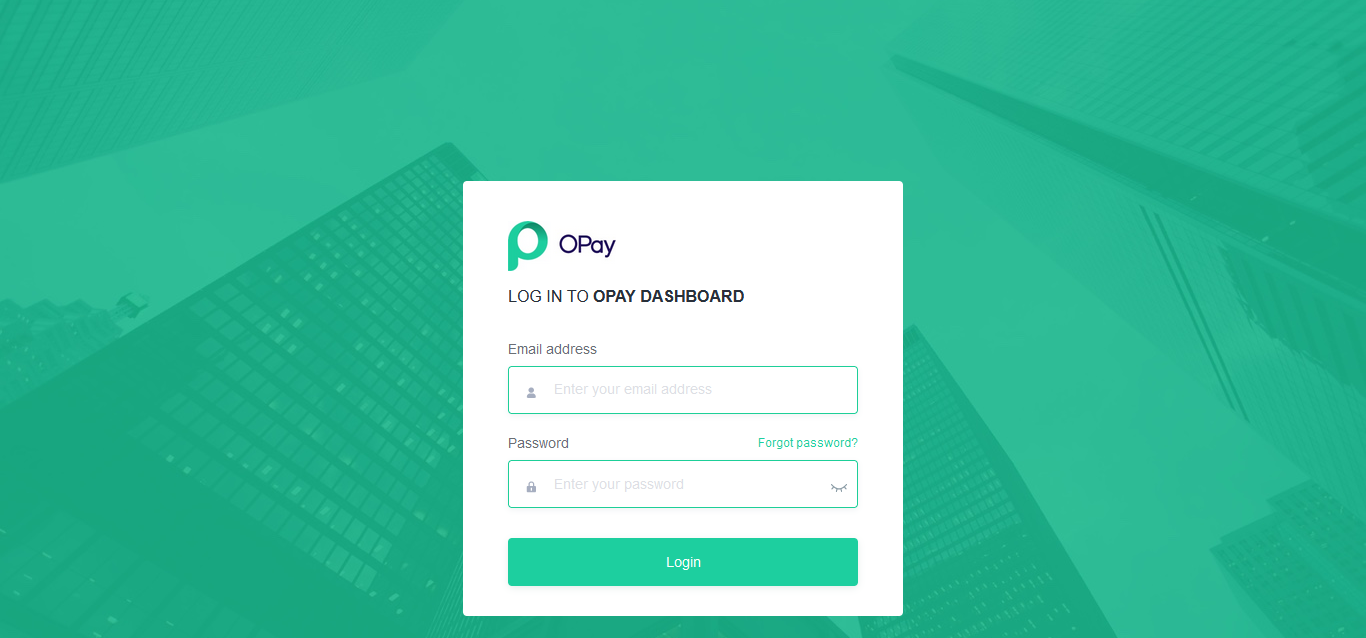 OPay
LOG IN TO OPAY DASHBOARD
Email address
Enter your email address
Password Forgot password?
Enter your password
Login